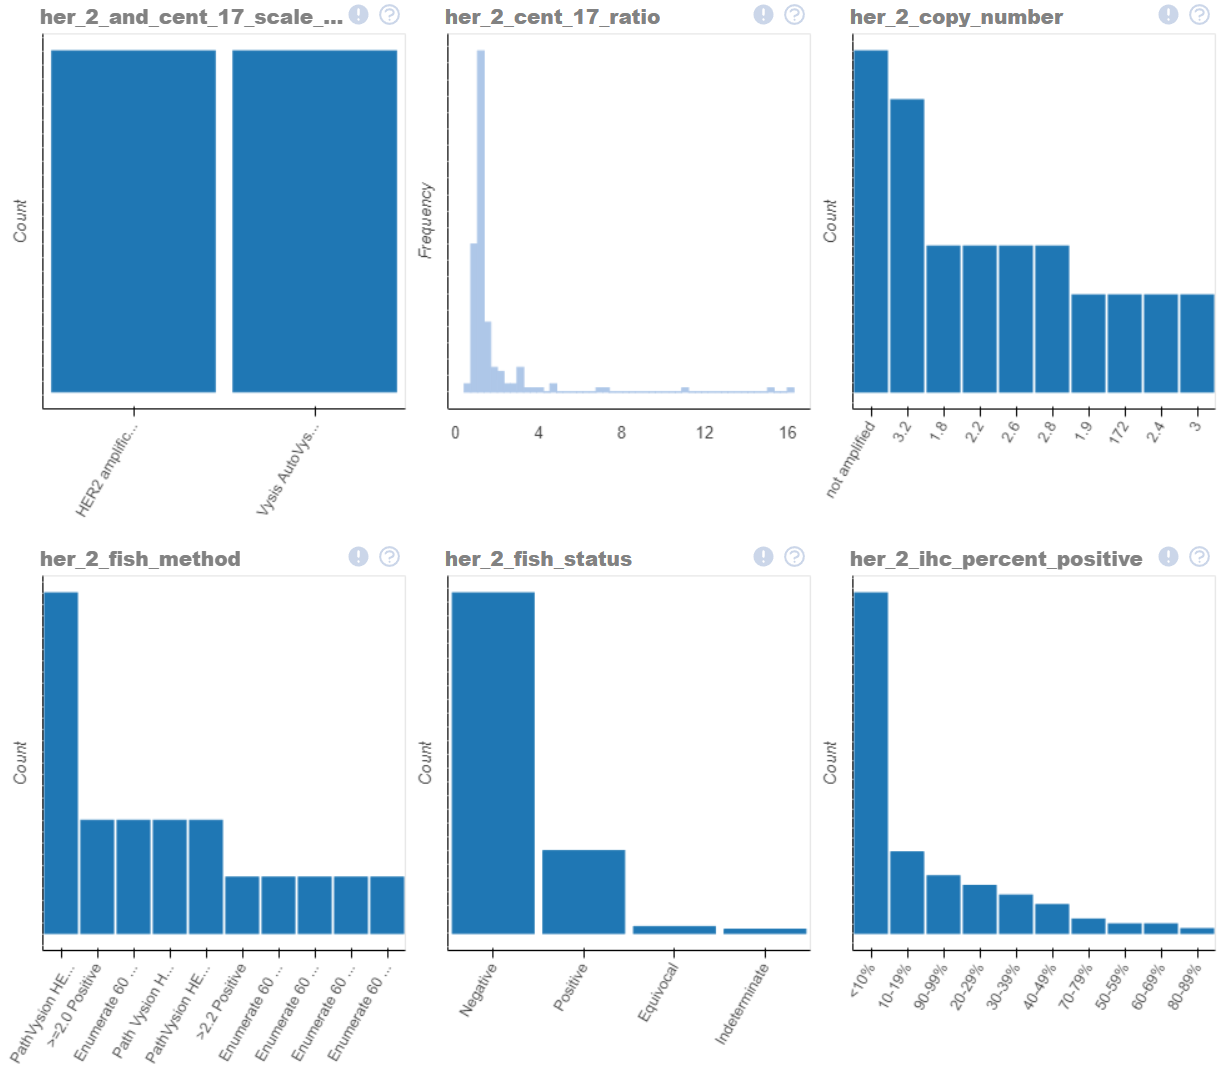 her_2_and_cent_17_scale_...
Count
HER2 amplific...
Vysis AutoVys...
her_2_cent_17_ratio
Frequency
0 4 8 12 16
her_2_copy_number
Count
not amplified
3.2
1.8
2.2
2.6
2.8
1.9
172
2.4
3
her_2_fish_method
Count
PathVysion HE...
>=2.0 Positive
Enumerate 60 ...
Path Vysion H...
PathVysion HE...
>2.2 Positive
Enumerate 60 ...
Enumerate 60 ...
Enumerate 60 ...
Enumerate 60 ...
her_2_fish_status
Count
Negative
Positive
Equivocal
Indeterminate
her_2_ihc_percent_positive
Count
<10%
10-19%
90-99%
20-29%
30-39%
40-49%
70-79%
50-59%
60-69%
80-89%